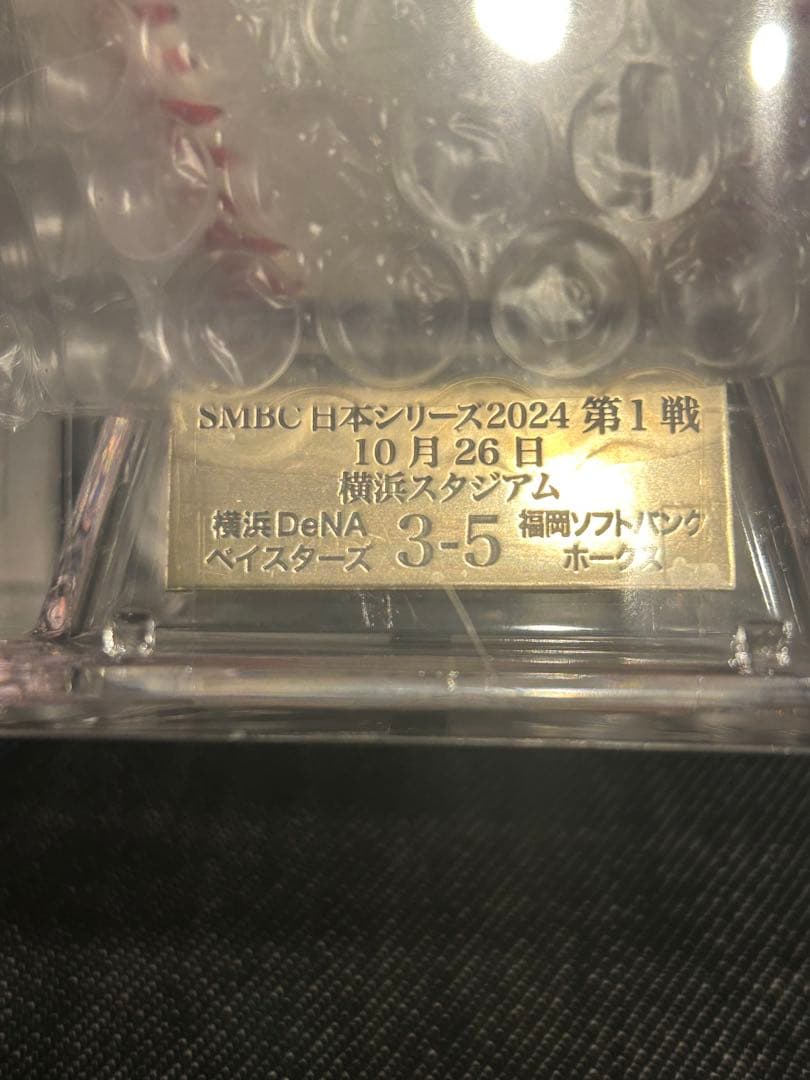 SMBC 日本シリーズ2024 第1戦
10月26日
横浜スタジアム
横浜DeNA ベイスターズ 3-5 福岡ソフトバンク ホークス